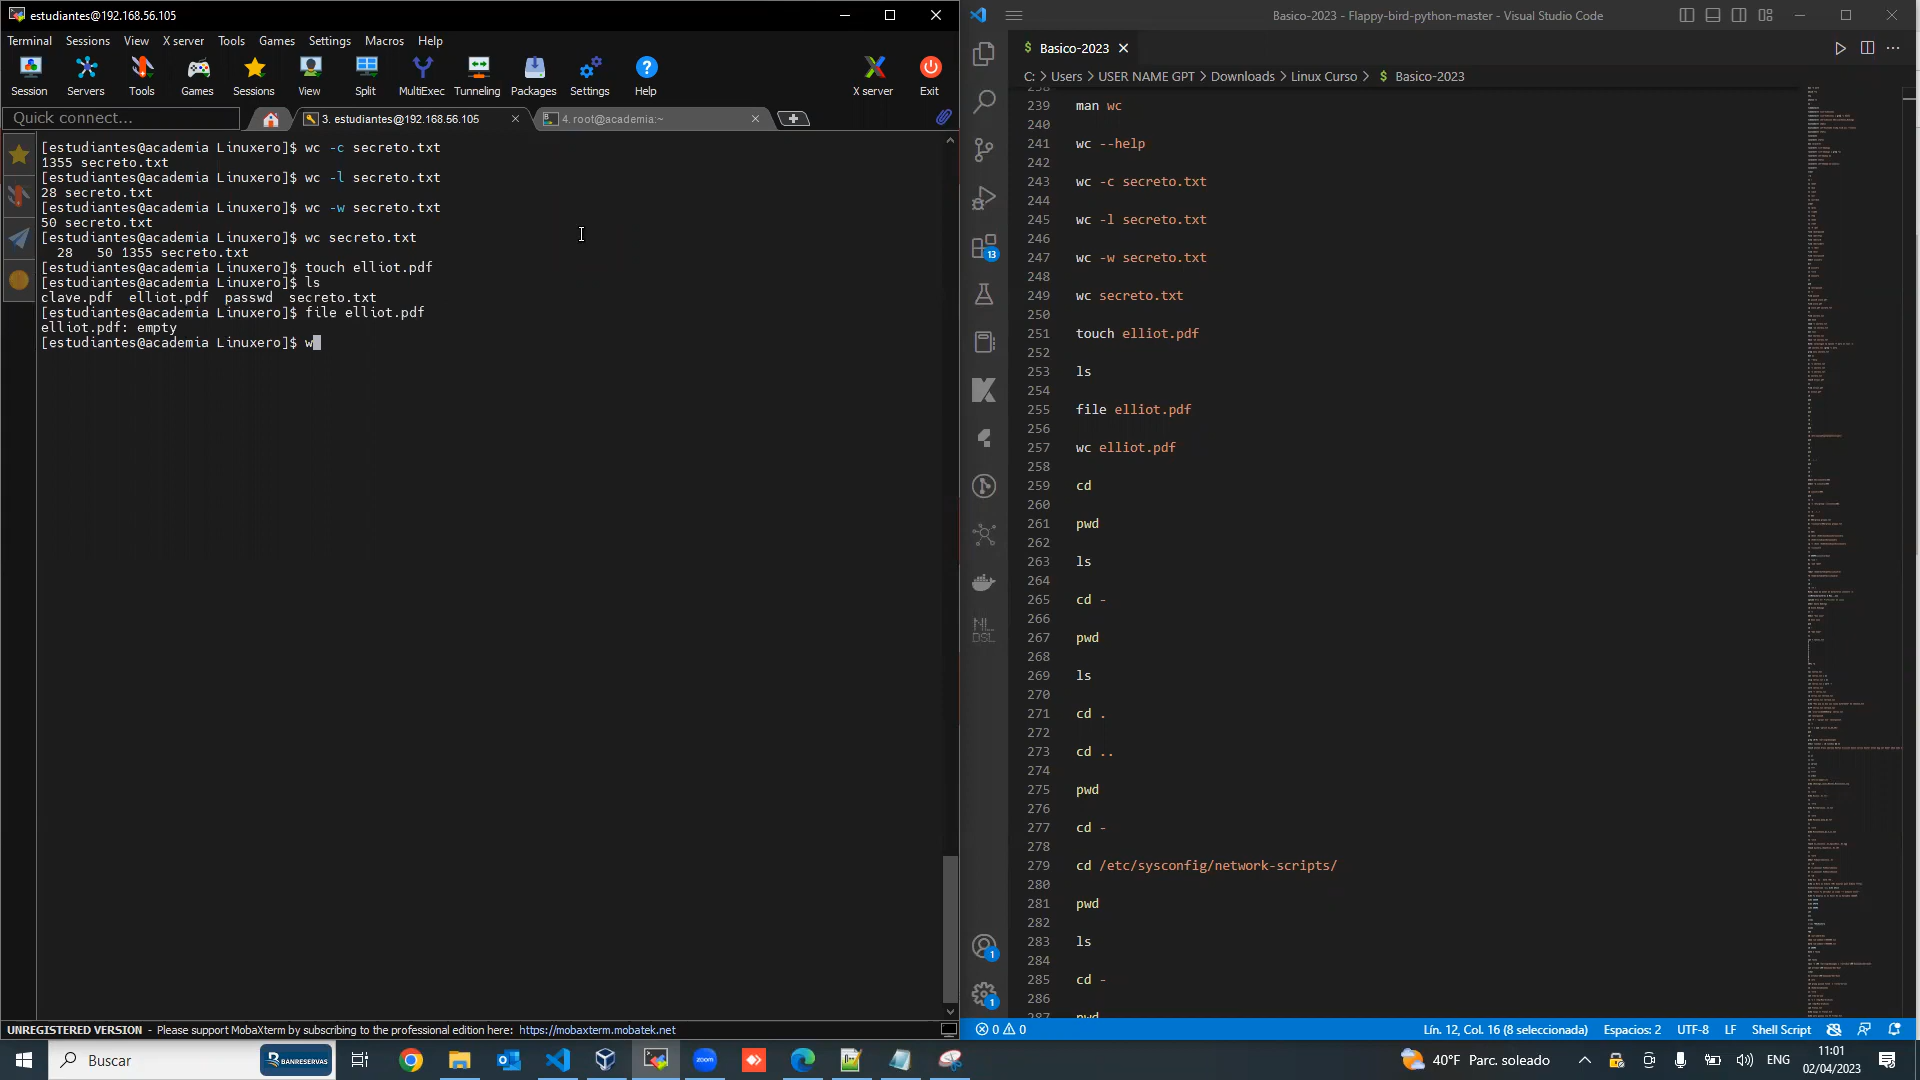 estudiantes@192.168.56.105
Terminal Sessions View X server Tools Games Settings Macros Help
Session Servers Tools Games Sessions View Split MultiExec Tunneling Packages Settings Help X server Exit
Quick connect...
3. estudiantes@192.168.56.105
4. root@academia:~
[estudiantes@academia Linuxero]$ wc -c secreto.txt
1355 secreto.txt
[estudiantes@academia Linuxero]$ wc -l secreto.txt
28 secreto.txt
[estudiantes@academia Linuxero]$ wc -w secreto.txt
50 secreto.txt
[estudiantes@academia Linuxero]$ wc secreto.txt
28 50 1355 secreto.txt
[estudiantes@academia Linuxero]$ touch elliot.pdf
[estudiantes@academia Linuxero]$ ls
clave.pdf elliot.pdf passwd secreto.txt
[estudiantes@academia Linuxero]$ file elliot.pdf
elliot.pdf: empty
[estudiantes@academia Linuxero]$ w
UNREGISTERED VERSION - Please support MobaXterm by subscribing to the professional edition here: https://mobaxterm.mobatek.net
Basico-2023 - Flappy-bird-python-master - Visual Studio Code
$ Basico-2023
C: > Users > USER NAME GPT > Downloads > Linux Curso > $ Basico-2023
239 man wc
240
241 wc --help
242
243 wc -c secreto.txt
244
245 wc -l secreto.txt
246
247 wc -w secreto.txt
248
249 wc secreto.txt
250
251 touch elliot.pdf
252
253 ls
254
255 file elliot.pdf
256
257 wc elliot.pdf
258
259 cd
260
261 pwd
262
263 ls
264
265 cd -
266
267 pwd
268
269 ls
270
271 cd .
272
273 cd ..
274
275 pwd
276
277 cd -
278
279 cd /etc/sysconfig/network-scripts/
280
281 pwd
282
283 ls
284
285 cd -
286
287 pwd
13
1
1
NL
DSL
0 0
Lín. 12, Col. 16 (8 seleccionada) Espacios: 2 UTF-8 LF Shell Script
Buscar
BANRESERVAS
zoom
40°F Parc. soleado
ENG
11:01
02/04/2023